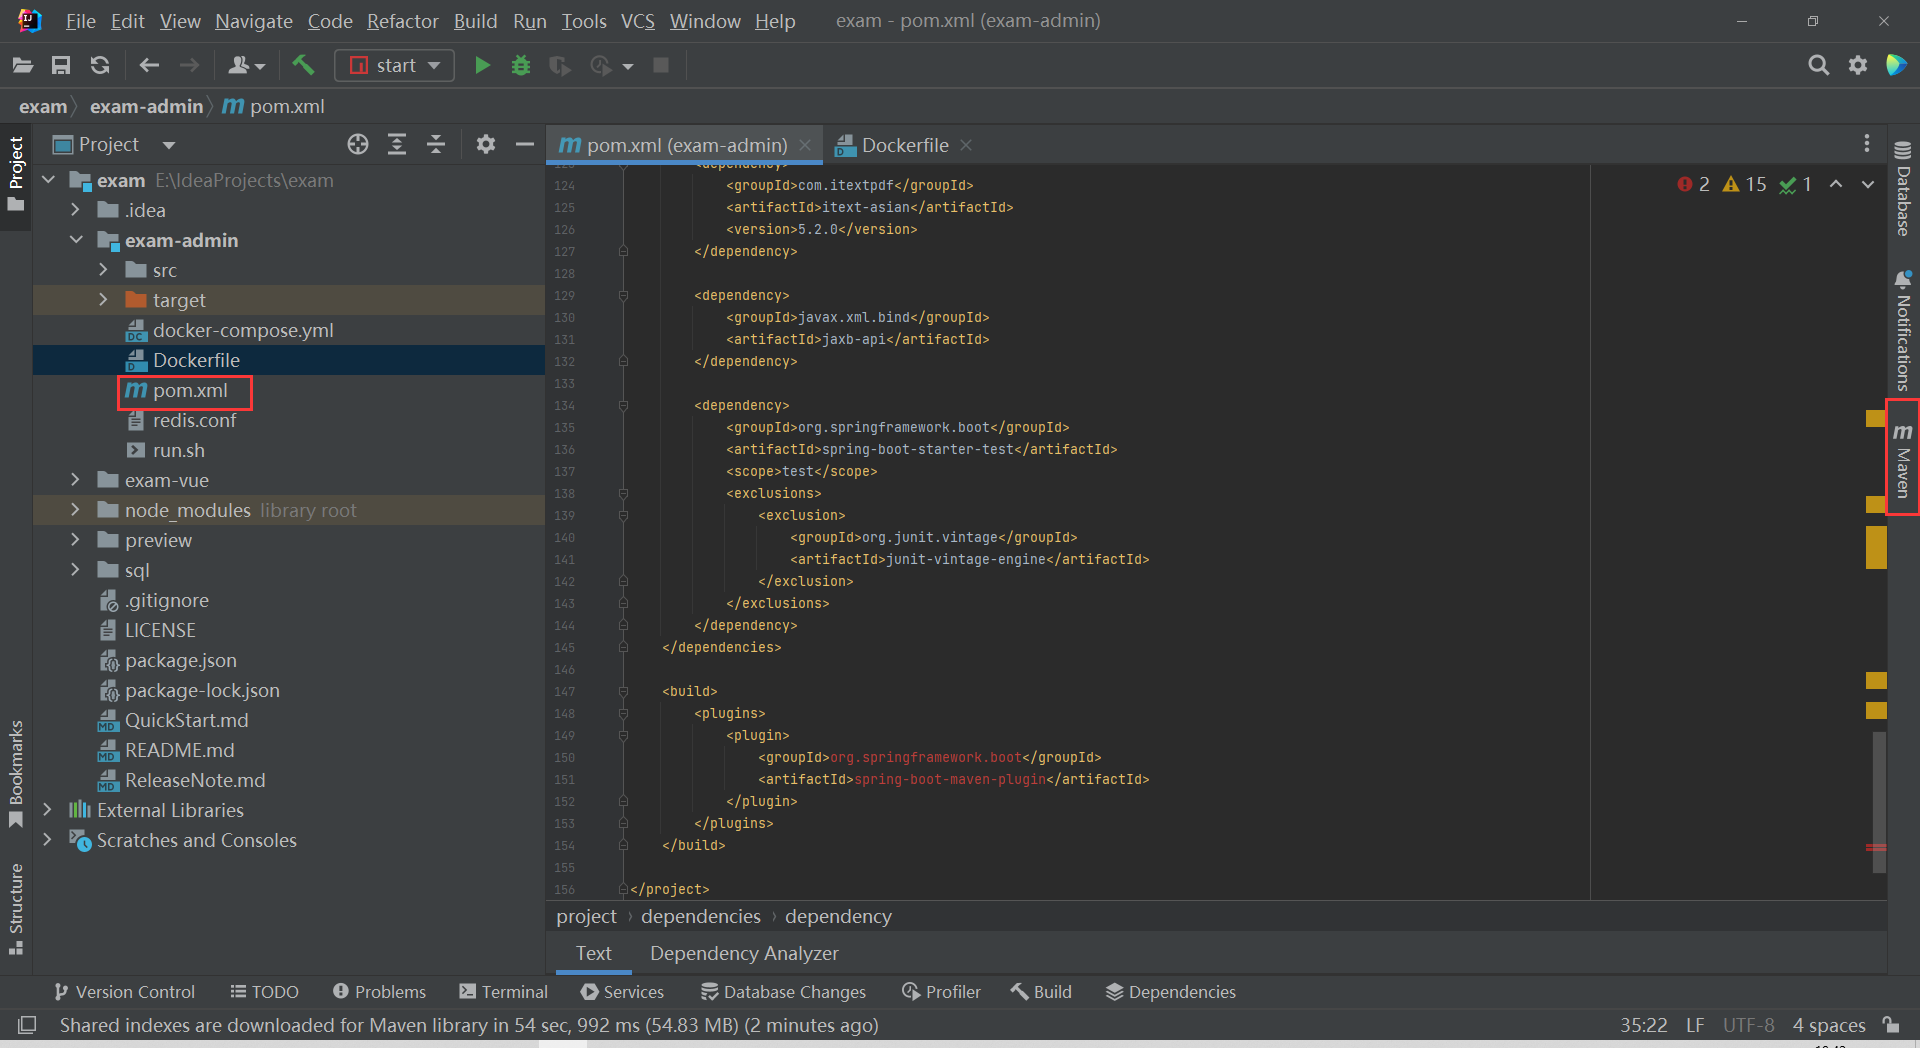 File Edit View Navigate Code Refactor Build Run Tools VCS Window Help exam - pom.xml (exam-admin)
start
exam exam-admin m pom.xml
Project
m pom.xml (exam-admin)
Dockerfile
exam E:\IdeaProjects\exam
.idea
exam-admin
src
target
docker-compose.yml
Dockerfile
m pom.xml
redis.conf
run.sh
exam-vue
node_modules library root
preview
sql
.gitignore
LICENSE
package.json
package-lock.json
QuickStart.md
README.md
ReleaseNote.md
External Libraries
Scratches and Consoles
Project
Bookmarks
Structure
2 15 1
124 <groupId>com.itextpdf</groupId>
125 <artifactId>itext-asian</artifactId>
126 <version>5.2.0</version>
127 </dependency>
128
129 <dependency>
130 <groupId>javax.xml.bind</groupId>
131 <artifactId>jaxb-api</artifactId>
132 </dependency>
133
134 <dependency>
135 <groupId>org.springframework.boot</groupId>
136 <artifactId>spring-boot-starter-test</artifactId>
137 <scope>test</scope>
138 <exclusions>
139 <exclusion>
140 <groupId>org.junit.vintage</groupId>
141 <artifactId>junit-vintage-engine</artifactId>
142 </exclusion>
143 </exclusions>
144 </dependency>
145 </dependencies>
146
147 <build>
148 <plugins>
149 <plugin>
150 <groupId>org.springframework.boot</groupId>
151 <artifactId>spring-boot-maven-plugin</artifactId>
152 </plugin>
153 </plugins>
154 </build>
155
156 </project>
Database
Notifications
m Maven
project › dependencies › dependency
Text Dependency Analyzer
Version Control TODO Problems Terminal Services Database Changes Profiler Build Dependencies
Shared indexes are downloaded for Maven library in 54 sec, 992 ms (54.83 MB) (2 minutes ago) 35:22 LF UTF-8 4 spaces